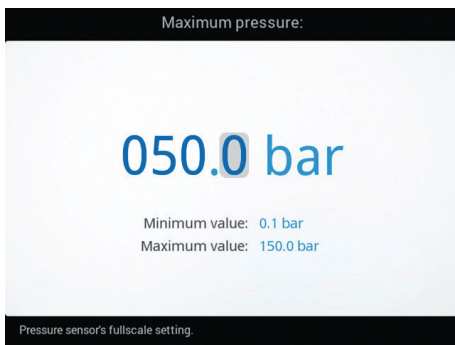 Maximum pressure:
050.0 bar
Minimum value: 0.1 bar
Maximum value: 150.0 bar
Pressure sensor's fullscale setting.